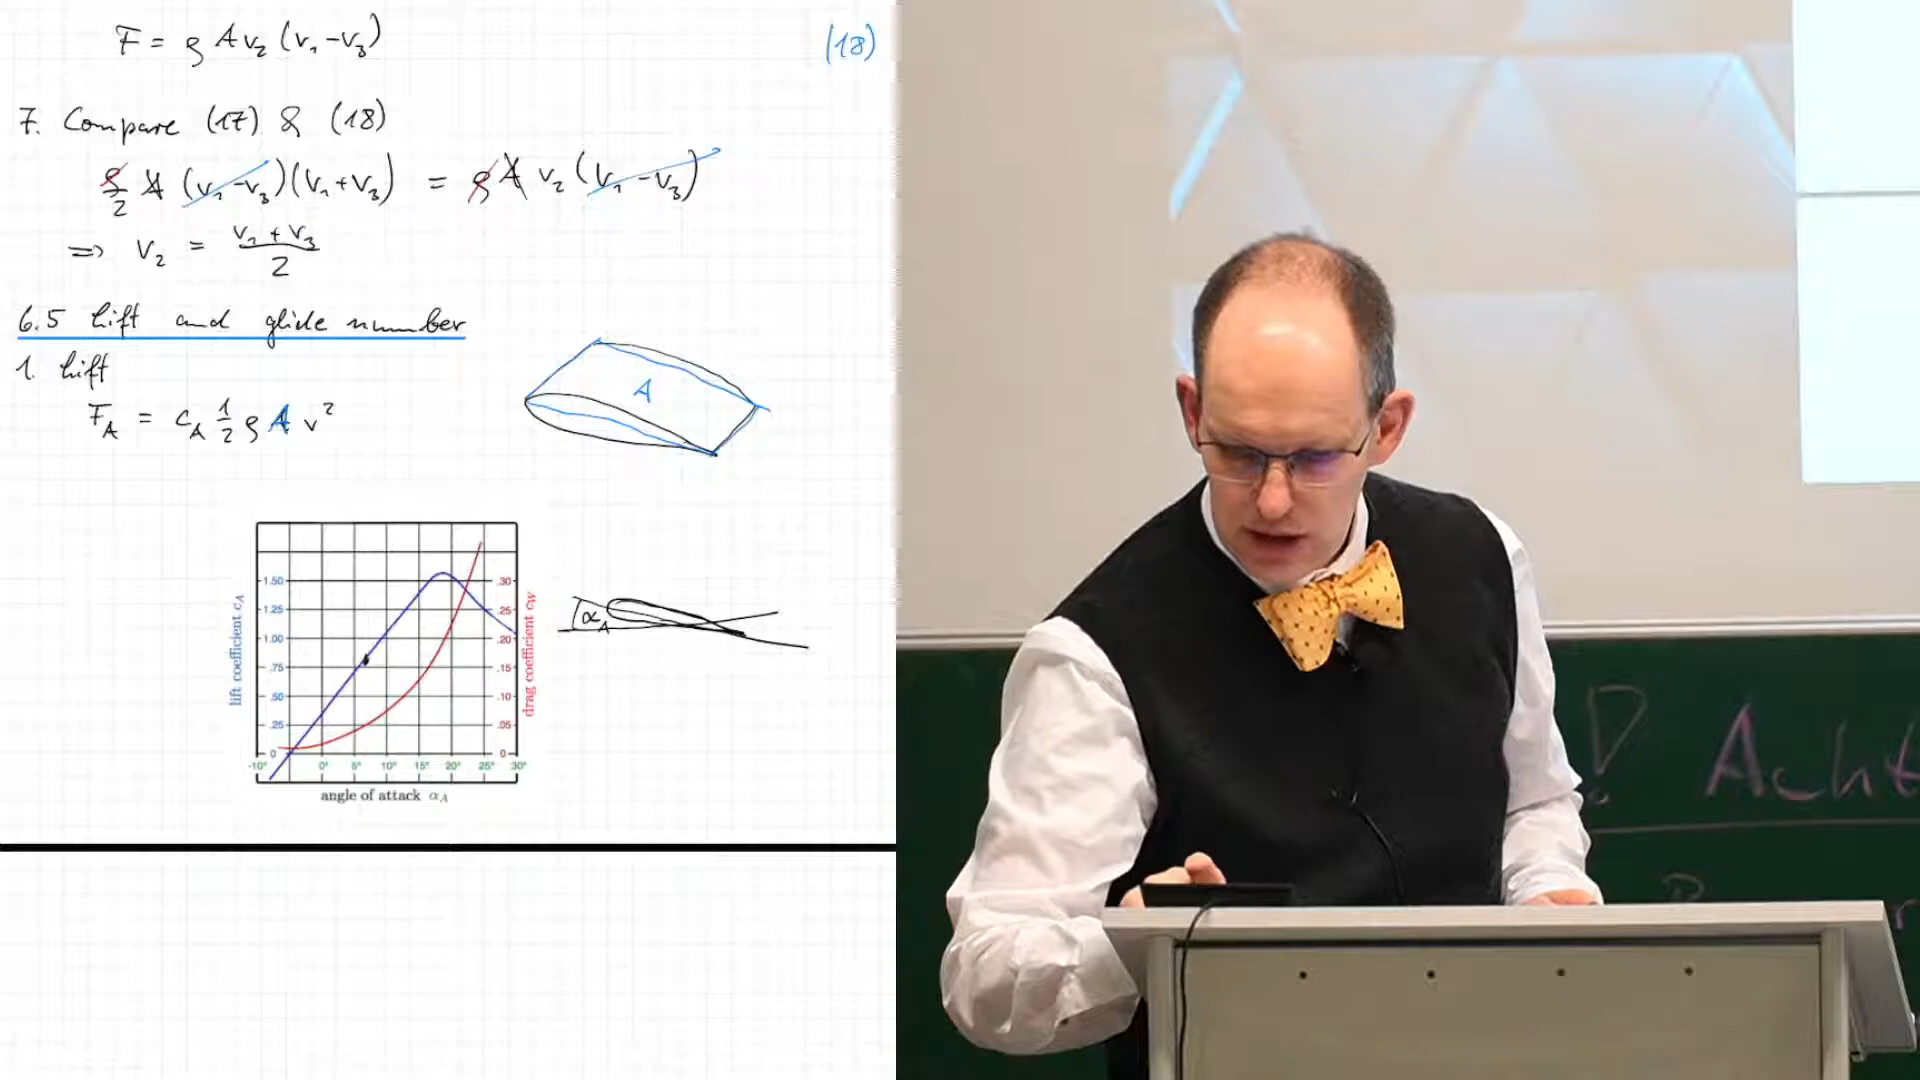 F = ρ A v₂ (v₁ - v₃) (18)
7. Compare (17) & (18)
ρ/2 A (v₁ - v₃)(v₁ + v₃) = ρ A v₂ (v₁ - v₃)
⇒ v₂ = (v₁ + v₃)/2
6.5 Lift and glide number
1. Lift
F_A = c_A 1/2 ρ A v²
A
lift coefficient c_A
1.50
1.25
1.00
.75
.50
.25
0
.30
.25
.20
.15
.10
.05
0
drag coefficient c_W
-10° 0° 5° 10° 15° 20° 25° 30°
angle of attack α_A
α_A
! Acht